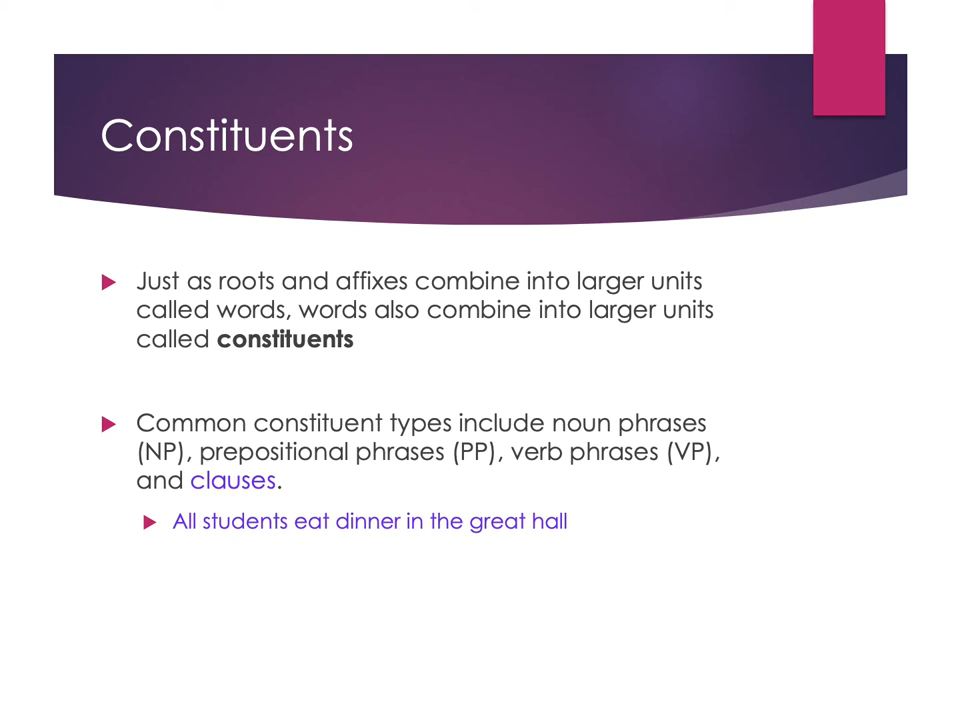 Constituents
Just as roots and affixes combine into larger units
called words, words also combine into larger units
called constituents
Common constituent types include noun phrases
(NP), prepositional phrases (PP), verb phrases (VP),
and clauses.
All students eat dinner in the great hall